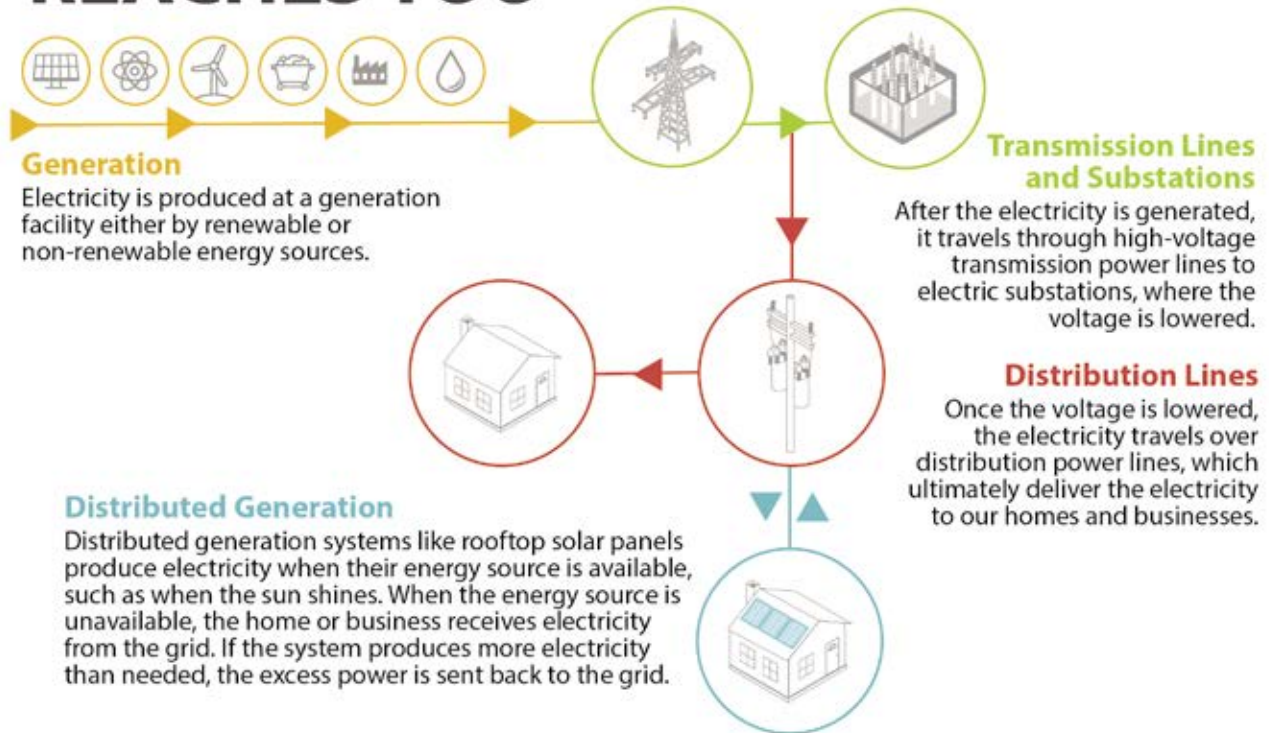 REACHES YOU
Generation
Electricity is produced at a generation
facility either by renewable or
non-renewable energy sources.
Transmission Lines
and Substations
After the electricity is generated,
it travels through high-voltage
transmission power lines to
electric substations, where the
voltage is lowered.
Distribution Lines
Once the voltage is lowered,
the electricity travels over
distribution power lines, which
ultimately deliver the electricity
to our homes and businesses.
Distributed Generation
Distributed generation systems like rooftop solar panels
produce electricity when their energy source is available,
such as when the sun shines. When the energy source is
unavailable, the home or business receives electricity
from the grid. If the system produces more electricity
than needed, the excess power is sent back to the grid.